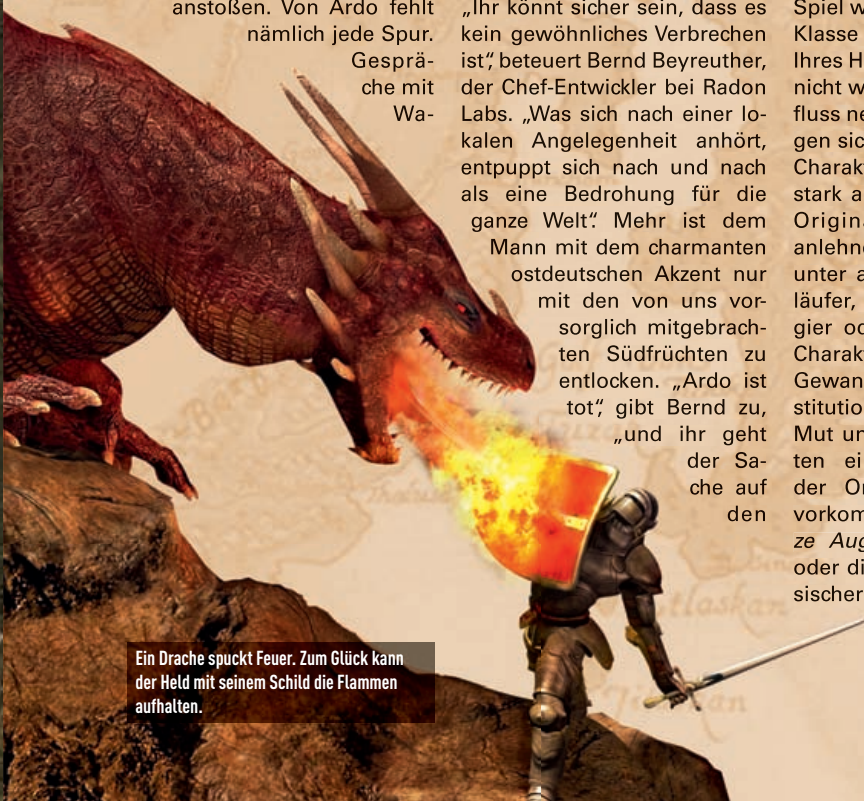 anstoßen. Von Ardo fehlt
nämlich jede Spur.
Gesprä-
che mit
Wa-
„Ihr könnt sicher sein, dass es
kein gewöhnliches Verbrechen
ist“, beteuert Bernd Beyreuther,
der Chef-Entwickler bei Radon
Labs. „Was sich nach einer lo-
kalen Angelegenheit anhört,
entpuppt sich nach und nach
als eine Bedrohung für die
ganze Welt“. Mehr ist dem
Mann mit dem charmanten
ostdeutschen Akzent nur
mit den von uns vor-
sorglich mitgebrach-
ten Südfrüchten zu
entlocken. „Ardo ist
tot“, gibt Bernd zu,
„und ihr geht
der Sa-
che auf
den
Spiel w
Klasse
Ihres H
nicht w
fluss ne
gen sic
Charak
stark a
Origin
anlehn
unter a
läufer,
gier od
Charak
Gewan
stitutio
Mut un
ten ei
der Or
vorkom
ze Aug
oder di
sischer
Ein Drache spuckt Feuer. Zum Glück kann
der Held mit seinem Schild die Flammen
aufhalten.